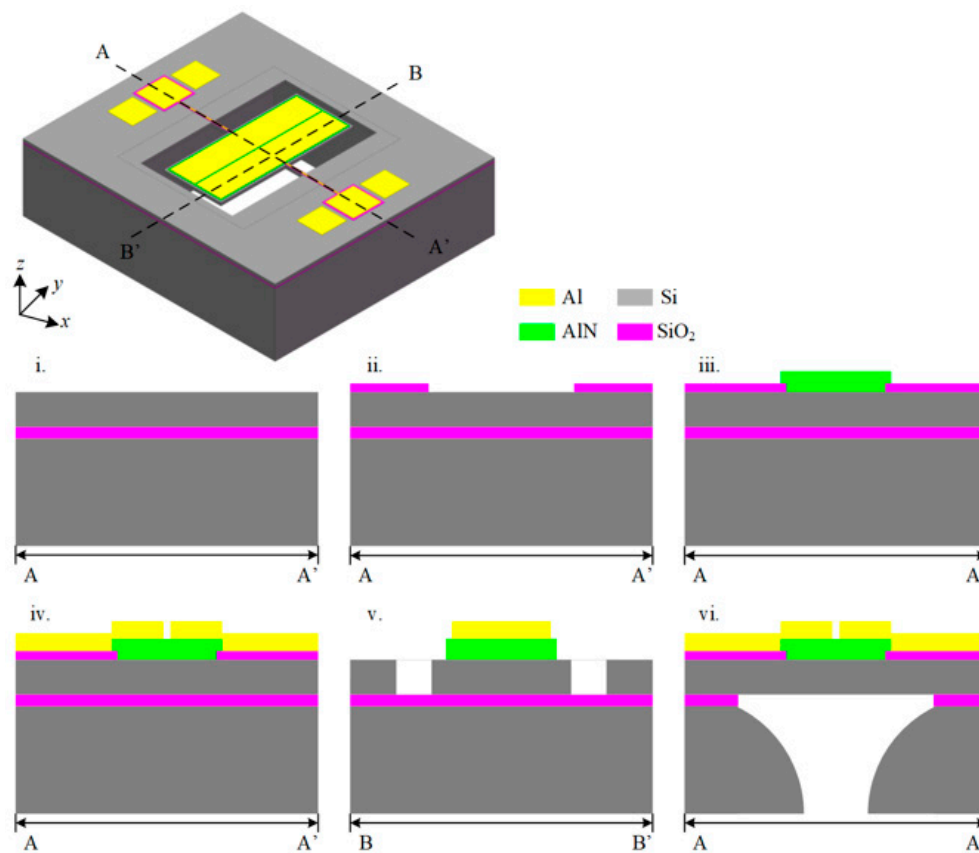 A
B
B’
A’
z
y
x
Al
Si
AlN
SiO₂
i.
ii.
iii.
A
A’
A
A’
A
A
iv.
v.
vi.
A
A’
B
B’
A
A